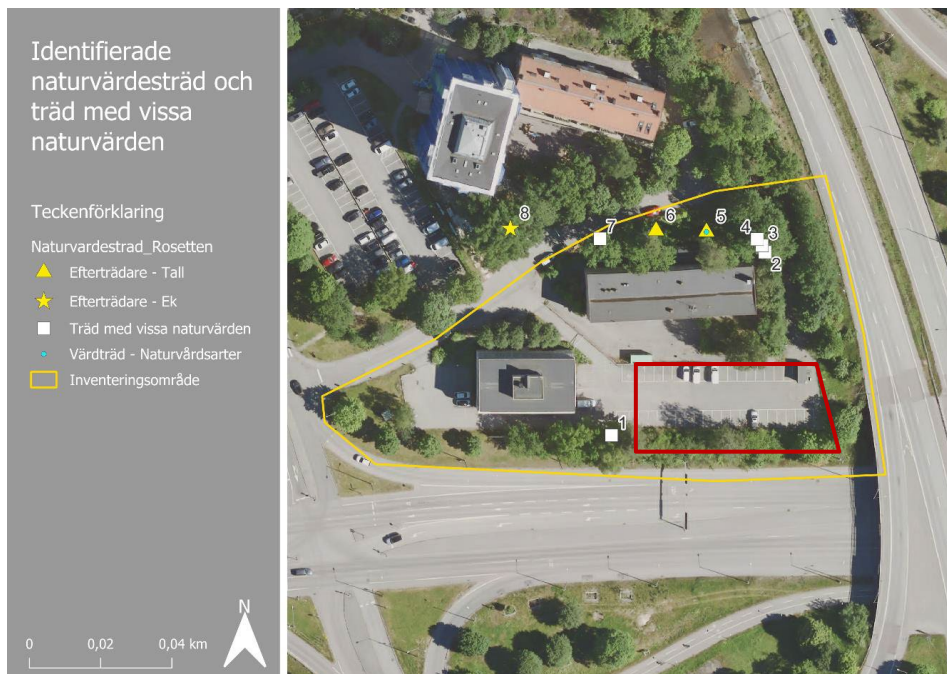 Identifierade
naturvärdesträd och
träd med vissa
naturvärden
Teckenförklaring
Naturvardestrad_Rosetten
Efterträdare - Tall
Efterträdare - Ek
Träd med vissa naturvärden
Värdträd - Naturvårdsarter
Inventeringsområde
N
0 0,02 0,04 km
8
7
6
5
4
3
2
1